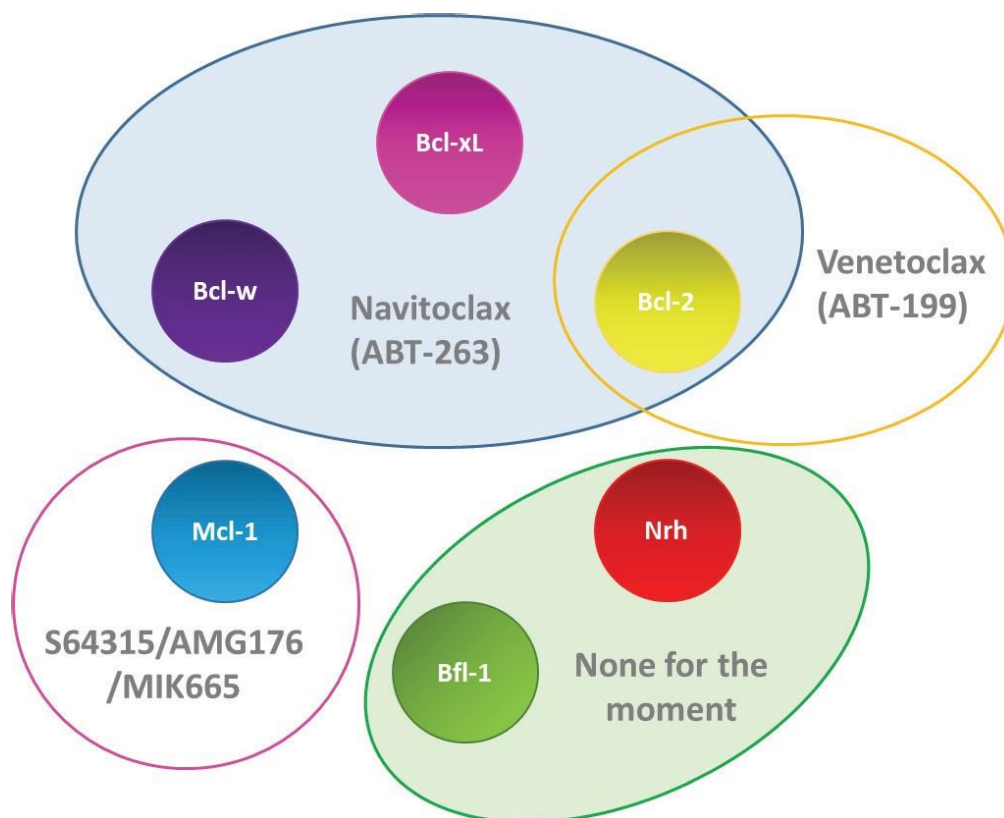 Bcl-xL
Bcl-w
Bcl-2
Navitoclax
(ABT-263)
Venetoclax
(ABT-199)
Mcl-1
S64315/AMG176
/MIK665
Nrh
Bfl-1
None for the
moment